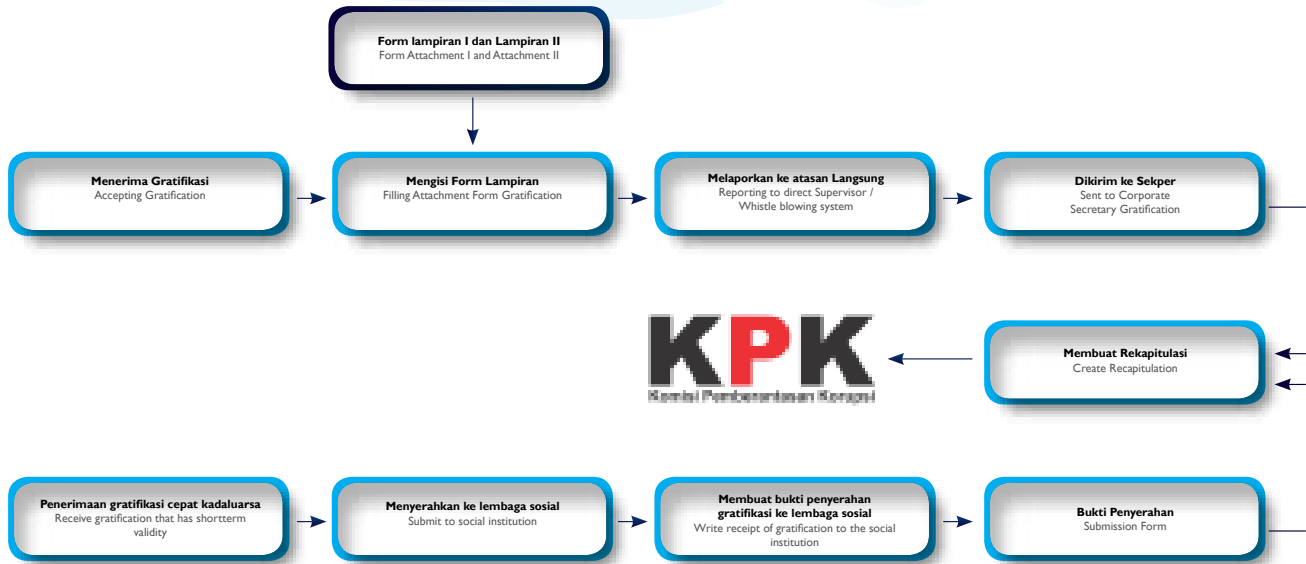 Form lampiran I dan Lampiran II
Form Attachment I and Attachment II
Menerima Gratifikasi
Accepting Gratification
Mengisi Form Lampiran
Filling Attachment Form Gratification
Melaporkan ke atasan Langsung
Reporting to direct Supervisor /
Whistle blowing system
Dikirim ke Sekper
Sent to Corporate
Secretary Gratification
KPK
Komisi Pemberantasan Korupsi
Membuat Rekapitulasi
Create Recapitulation
Penerimaan gratifikasi cepat kadaluarsa
Receive gratification that has shortterm
validity
Menyerahkan ke lembaga sosial
Submit to social institution
Membuat bukti penyerahan
gratifikasi ke lembaga sosial
Write receipt of gratification to the social
institution
Bukti Penyerahan
Submission Form